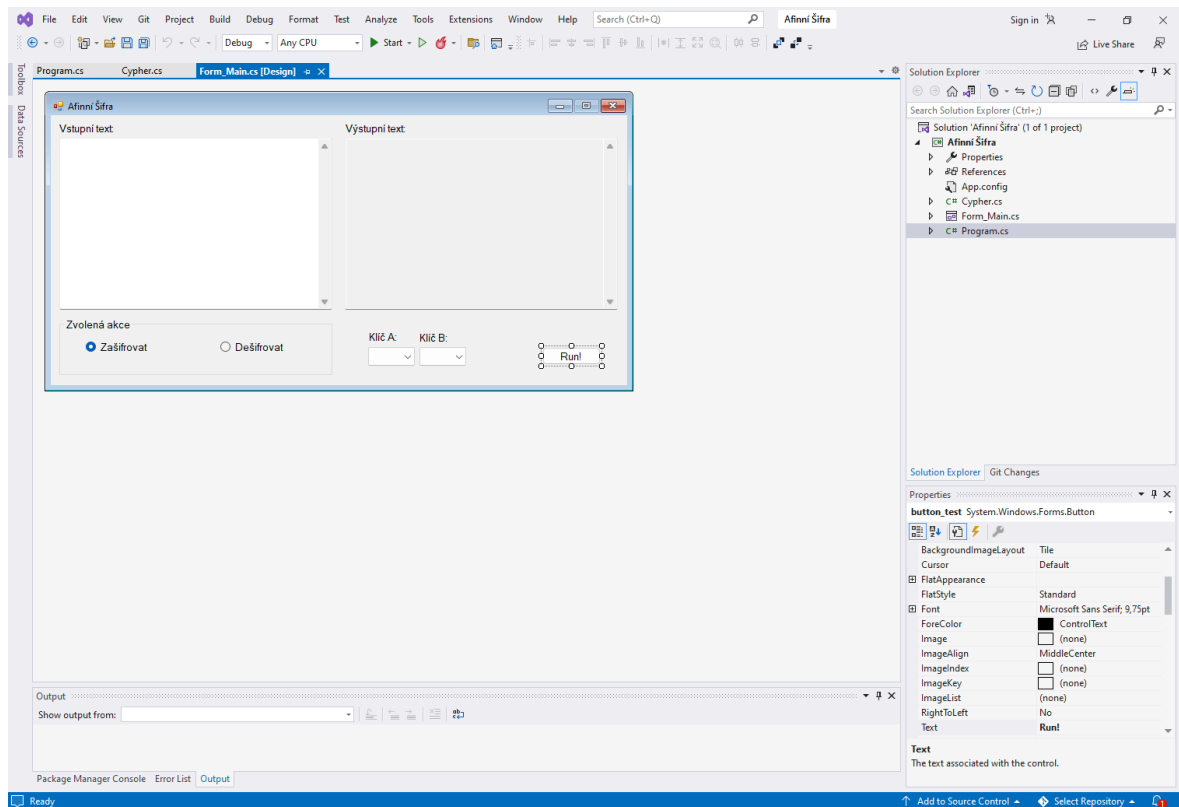 File Edit View Git Project Build Debug Format Test Analyze Tools Extensions Window Help Search (Ctrl+Q) Afinní Šifra Sign in
Debug Any CPU Start Live Share
Toolbox
Data Sources
Program.cs Cypher.cs Form_Main.cs [Design]
Afinní Šifra
Vstupní text: Výstupní text:
Zvolená akce
Zašifrovat Dešifrovat
Klíč A: Klíč B:
Run!
Output
Show output from:
Package Manager Console Error List Output
Solution Explorer
Search Solution Explorer (Ctrl+;)
Solution 'Afinní Šifra' (1 of 1 project)
Afinní Šifra
Properties
References
App.config
C# Cypher.cs
Form_Main.cs
C# Program.cs
Solution Explorer Git Changes
Properties
button_test System.Windows.Forms.Button
BackgroundImageLayout Tile
Cursor Default
FlatAppearance
FlatStyle Standard
Font Microsoft Sans Serif; 9,75pt
ForeColor ControlText
Image (none)
ImageAlign MiddleCenter
ImageIndex (none)
ImageKey (none)
ImageList (none)
RightToLeft No
Text Run!
Text
The text associated with the control.
Ready Add to Source Control Select Repository 1